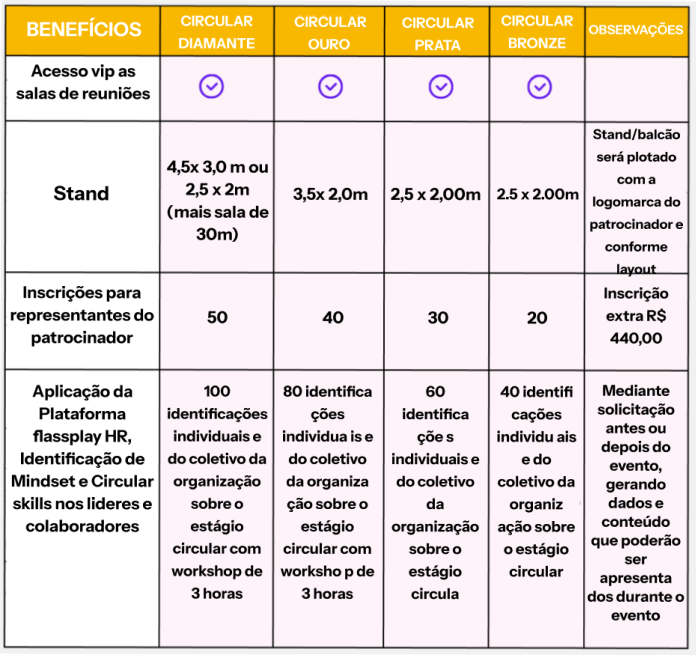 BENEFÍCIOS
CIRCULAR
DIAMANTE
CIRCULAR
OURO
CIRCULAR
PRATA
CIRCULAR
BRONZE
OBSERVAÇÕES
Acesso vip as
salas de reuniões
Stand
4,5x 3,0 m ou
2,5 x 2m
(mais sala de
30m)
3,5x 2,0m
2,5 x 2,00m
2.5 x 2.00m
Stand/balcão
será plotado
com a
logomarca do
patrocinador e
conforme
layout
Inscrições para
representantes do
patrocinador
50
40
30
20
Inscrição
extra R$
440,00
Aplicação da
Plataforma
flassplay HR,
Identificação de
Mindset e Circular
skills nos lideres e
colaboradores
100
identificações
individuais e
do coletivo da
organização
sobre o
estágio
circular com
workshop de
3 horas
80 identifica
ções
individua is e
do coletivo
da organiza
ção sobre o
estágio
circular com
worksho p de
3 horas
60
identifica
çõe s
individuais e
do coletivo
da
organização
sobre o
estágio
circula
40 identifi
cações
individu ais
e do
coletivo da
organiz
ação sobre
o estágio
circular
Mediante
solicitação
antes ou
depois do
evento,
gerando
dados e
conteúdo
que poderão
ser
apresenta
dos durante o
evento